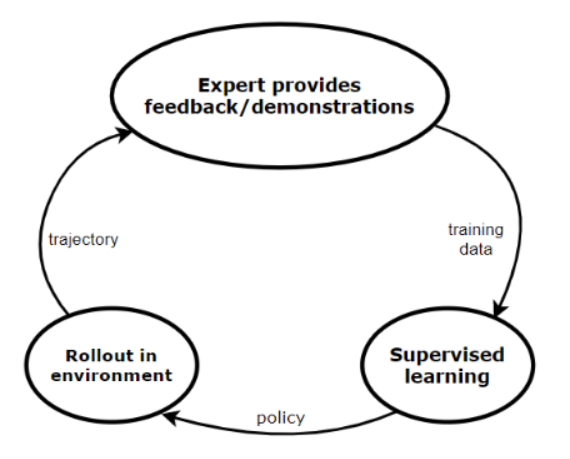 Expert provides
feedback/demonstrations
trajectory
training
data
Rollout in
environment
Supervised
learning
policy